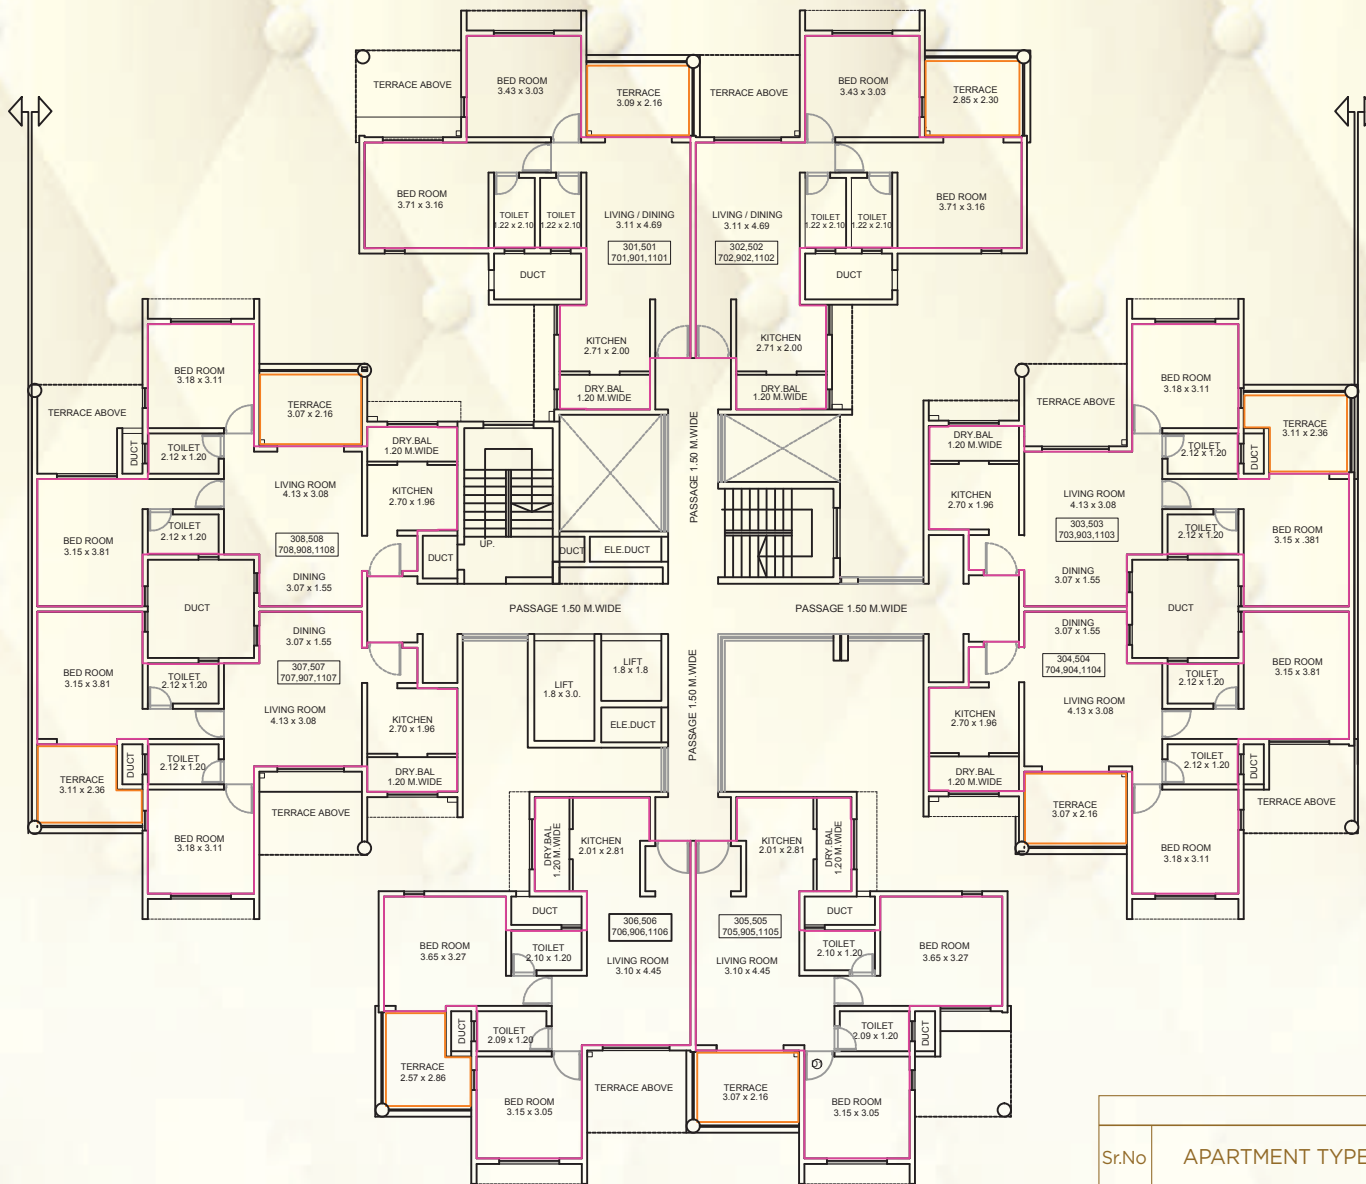 BED ROOM
3.43 x 3.03
TERRACE ABOVE
TERRACE
3.09 x 2.16
TERRACE ABOVE
BED ROOM
3.43 x 3.03
TERRACE
2.85 x 2.30
BED ROOM
3.71 x 3.16
TOILET
1.22 x 2.10
TOILET
1.22 x 2.10
LIVING / DINING
3.11 x 4.69
301,501
701,901,1101
DUCT
KITCHEN
2.71 x 2.00
DRY.BAL
1.20 M.WIDE
LIVING / DINING
3.11 x 4.69
302,502
702,902,1102
TOILET
1.22 x 2.10
TOILET
1.22 x 2.10
BED ROOM
3.71 x 3.16
DUCT
KITCHEN
2.71 x 2.00
DRY.BAL
1.20 M.WIDE
PASSAGE 1.50 M.WIDE
BED ROOM
3.18 x 3.11
TERRACE ABOVE
TERRACE
3.07 x 2.16
DUCT
TOILET
2.12 x 1.20
DRY.BAL
1.20 M.WIDE
LIVING ROOM
4.13 x 3.08
KITCHEN
2.70 x 1.96
BED ROOM
3.15 x 3.81
TOILET
2.12 x 1.20
308,508
708,908,1108
DUCT
UP.
DUCT
ELE.DUCT
DINING
3.07 x 1.55
DUCT
PASSAGE 1.50 M.WIDE
PASSAGE 1.50 M.WIDE
BED ROOM
3.18 x 3.11
TERRACE ABOVE
TERRACE
3.11 x 2.36
DRY.BAL
1.20 M.WIDE
TOILET
2.12 x 1.20
DUCT
KITCHEN
2.70 x 1.96
LIVING ROOM
4.13 x 3.08
303,503
703,903,1103
TOILET
2.12 x 1.20
BED ROOM
3.15 x .381
DINING
3.07 x 1.55
DUCT
DINING
3.07 x 1.55
BED ROOM
3.15 x 3.81
307,507
707,907,1107
TOILET
2.12 x 1.20
LIVING ROOM
4.13 x 3.08
KITCHEN
2.70 x 1.96
TERRACE
3.11 x 2.36
DUCT
TOILET
2.12 x 1.20
DRY.BAL
1.20 M.WIDE
TERRACE ABOVE
BED ROOM
3.18 x 3.11
LIFT
1.8 x 3.0.
LIFT
1.8 x 1.8
ELE.DUCT
PASSAGE 1.50 M.WIDE
DINING
3.07 x 1.55
304,504
704,904,1104
TOILET
2.12 x 1.20
BED ROOM
3.15 x 3.81
LIVING ROOM
4.13 x 3.08
KITCHEN
2.70 x 1.96
DRY.BAL
1.20 M.WIDE
TOILET
2.12 x 1.20
DUCT
TERRACE
3.07 x 2.16
TERRACE ABOVE
BED ROOM
3.18 x 3.11
DRY.BAL
1.20 M.WIDE
KITCHEN
2.01 x 2.81
KITCHEN
2.01 x 2.81
DRY.BAL
1.20 M.WIDE
DUCT
306,506
706,906,1106
305,505
705,905,1105
DUCT
BED ROOM
3.65 x 3.27
TOILET
2.10 x 1.20
LIVING ROOM
3.10 x 4.45
LIVING ROOM
3.10 x 4.45
TOILET
2.10 x 1.20
BED ROOM
3.65 x 3.27
DUCT
TOILET
2.09 x 1.20
TOILET
2.09 x 1.20
DUCT
TERRACE
2.57 x 2.86
BED ROOM
3.15 x 3.05
TERRACE ABOVE
TERRACE
3.07 x 2.16
D1
BED ROOM
3.15 x 3.05
Sr.No
APARTMENT TYPE